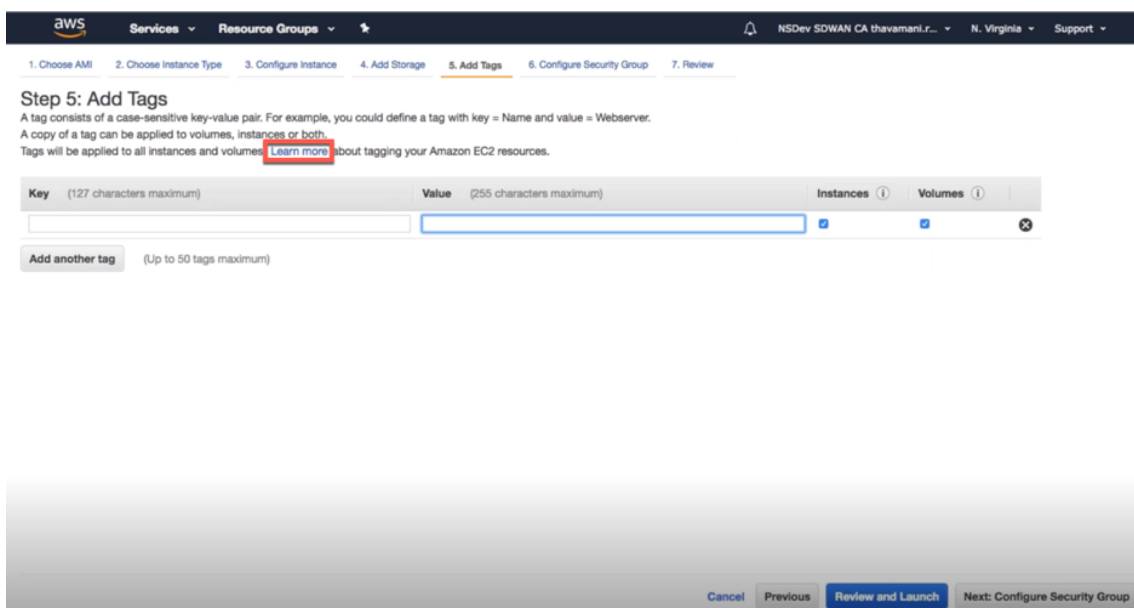 aws Services Resource Groups NSDev SDWAN CA thavamani.r... N. Virginia Support
1. Choose AMI 2. Choose Instance Type 3. Configure Instance 4. Add Storage 5. Add Tags 6. Configure Security Group 7. Review
Step 5: Add Tags
A tag consists of a case-sensitive key-value pair. For example, you could define a tag with key = Name and value = Webserver.
A copy of a tag can be applied to volumes, instances or both.
Tags will be applied to all instances and volumes. Learn more about tagging your Amazon EC2 resources.
Key (127 characters maximum) Value (255 characters maximum) Instances i Volumes i
Add another tag (Up to 50 tags maximum)
Cancel Previous Review and Launch Next: Configure Security Group